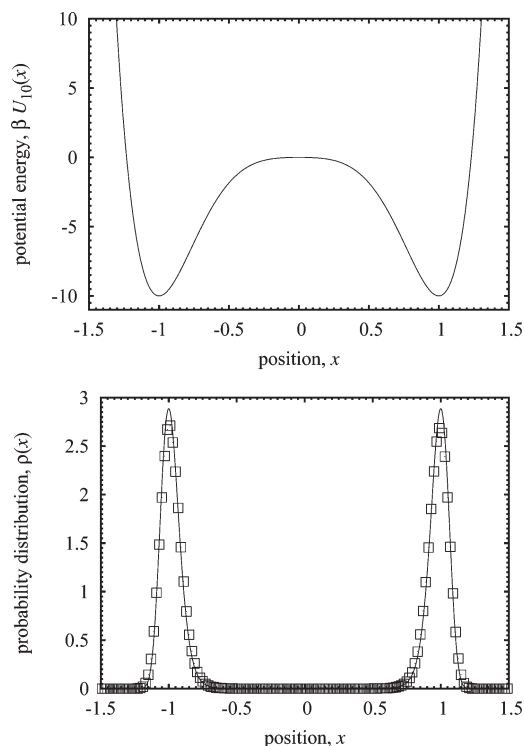 10
5
0
-5
-10
potential energy, β U10(x)
-1.5 -1 -0.5 0 0.5 1 1.5
position, x
3
2.5
2
1.5
1
0.5
0
probability distribution, ρ(x)
-1.5 -1 -0.5 0 0.5 1 1.5
position, x